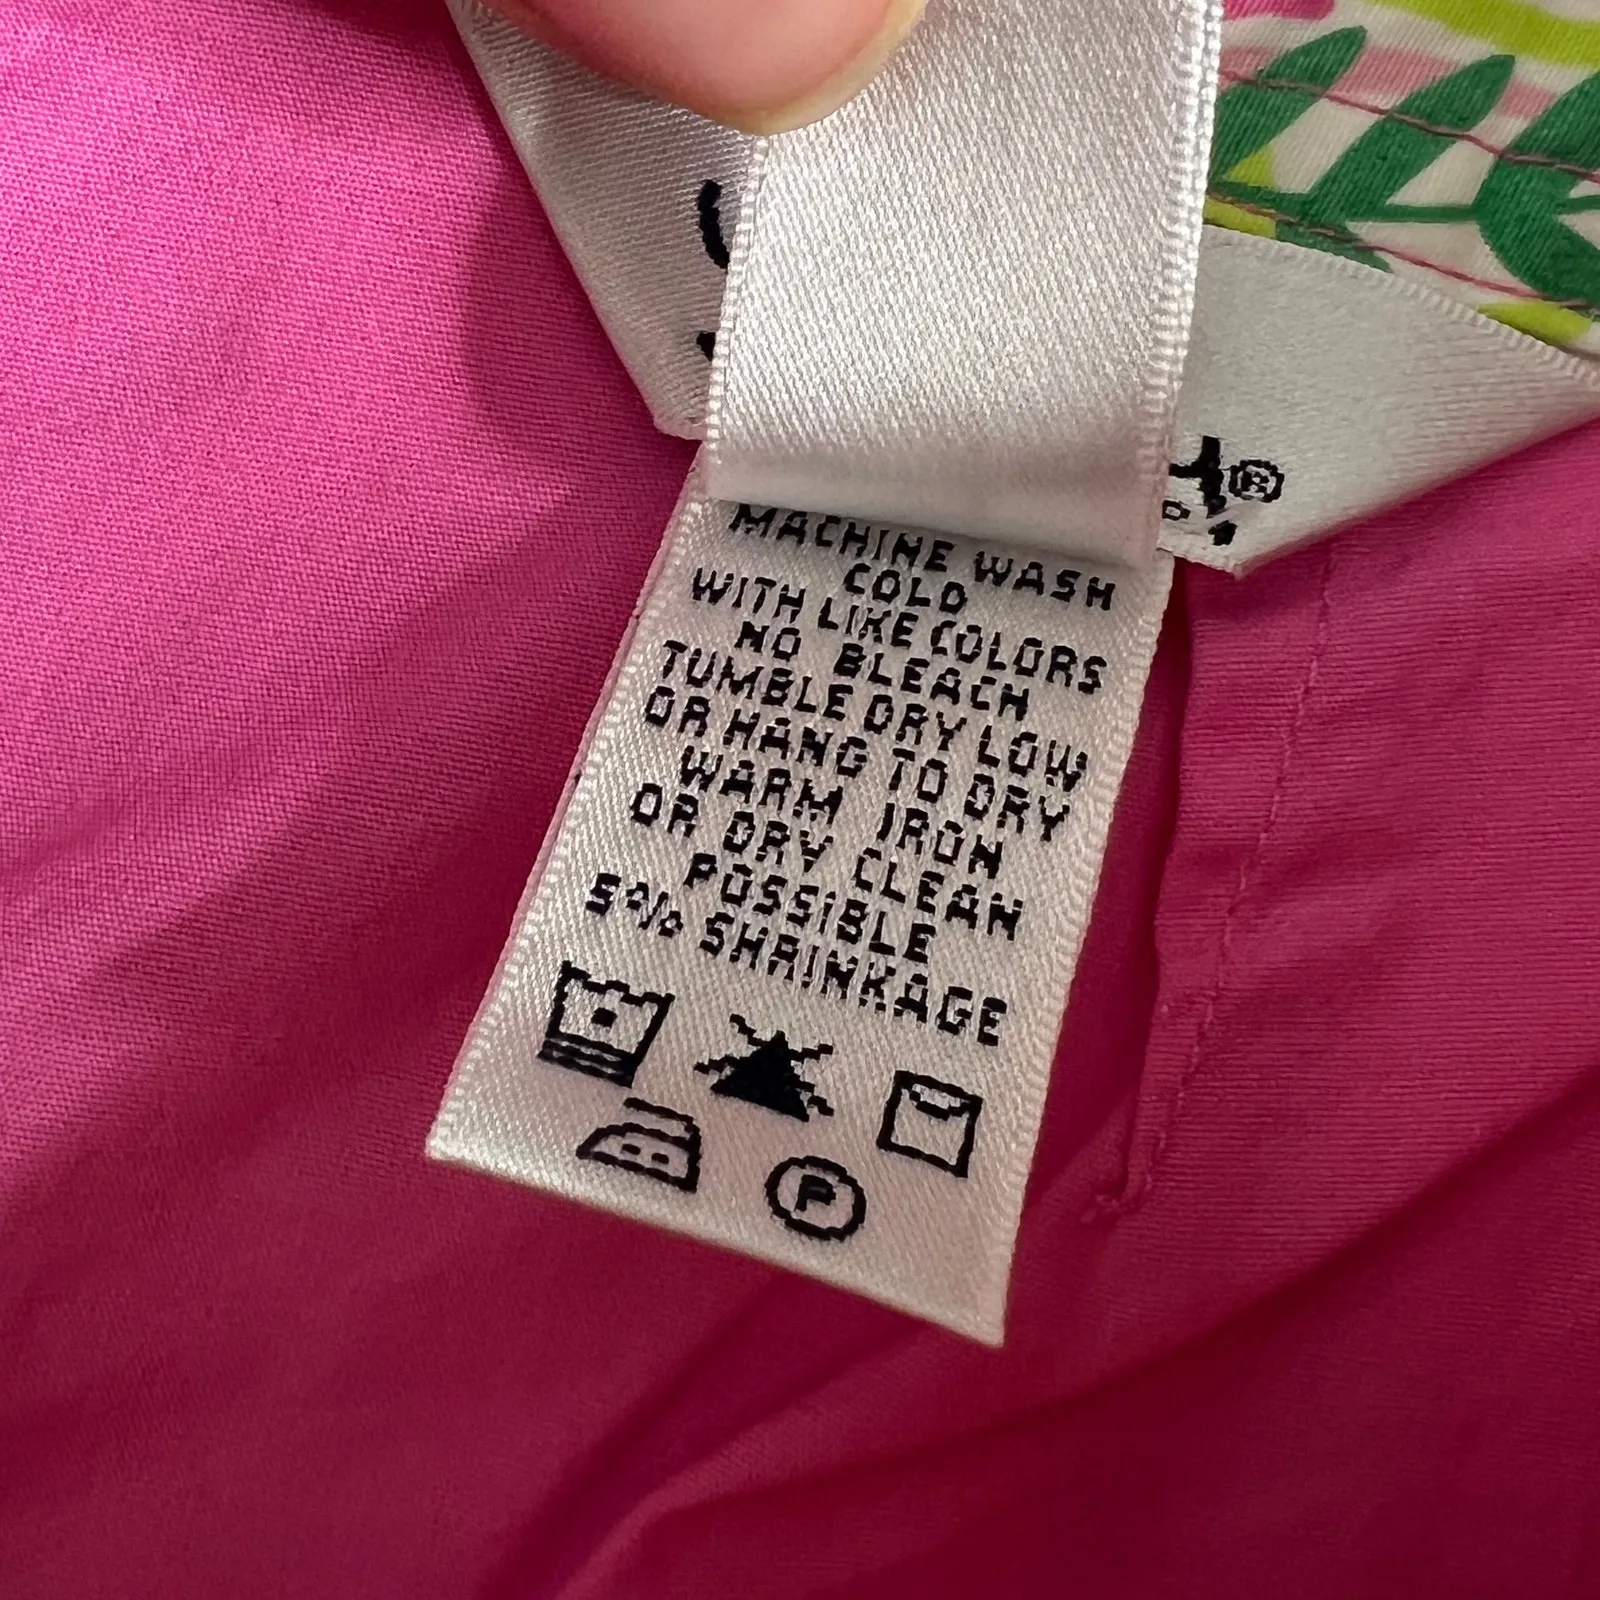 MACHINE WASH
COLD
WITH LIKE COLORS
NO BLEACH
TUMBLE DRY LOW
OR HANG TO DRY
WARM IRON
OR DRY CLEAN
POSSIBLE
5% SHRINKAGE
P